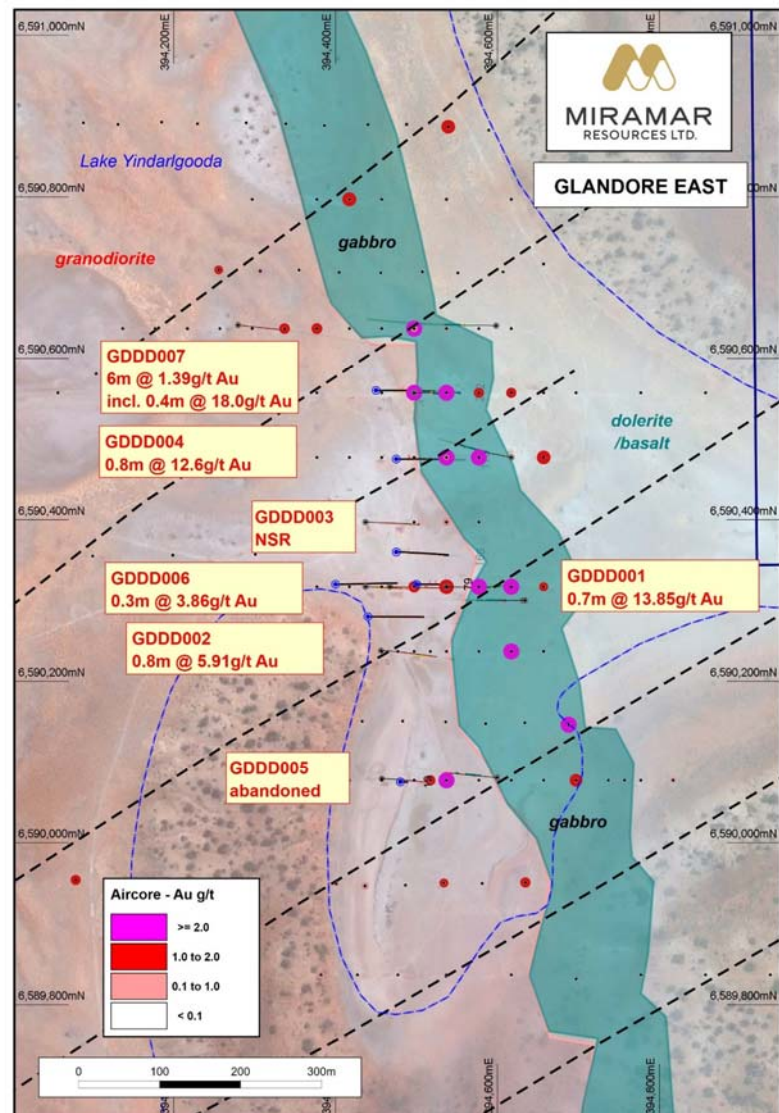 6,591,000mN
6,591,000mN
394,200mE
394,400mE
394,600mE
MIRAMAR
RESOURCES LTD.
GLANDORE EAST
Lake Yindarlgooda
6,590,800mN
6,590,800mN
granodiorite
gabbro
6,590,600mN
6,590,600mN
GDDD007
6m @ 1.39g/t Au
incl. 0.4m @ 18.0g/t Au
GDDD004
0.8m @ 12.6g/t Au
dolerite
/basalt
6,590,400mN
6,590,400mN
GDDD003
NSR
GDDD006
0.3m @ 3.86g/t Au
79
GDDD001
0.7m @ 13.85g/t Au
GDDD002
0.8m @ 5.91g/t Au
6,590,200mN
6,590,200mN
GDDD005
abandoned
6,590,000mN
6,590,000mN
gabbro
Aircore - Au g/t
>= 2.0
1.0 to 2.0
0.1 to 1.0
< 0.1
6,589,800mN
6,589,800mN
0
100
200
300m
394,600mE
394,800mE